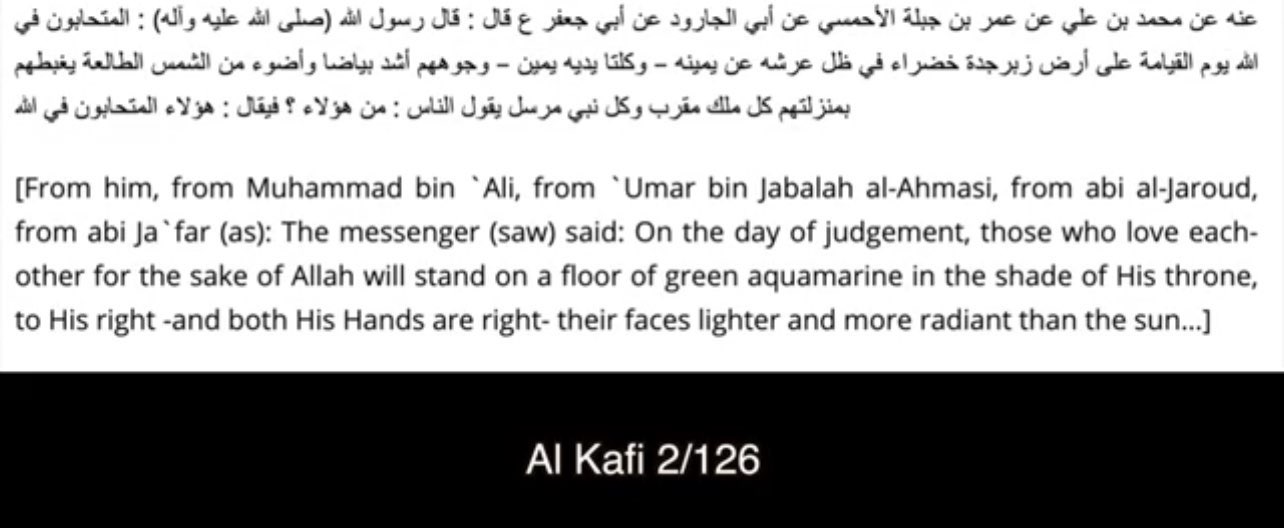 عنه عن محمد بن علي عن عمر بن جبلة الأحمسي عن أبي الجارود عن أبي جعفر ع قال : قال رسول الله (صلى الله عليه وآله) : المتحابون في
الله يوم القيامة على أرض زبرجدة خضراء في ظل عرشه عن يمينه – وكلتا يديه يمين – وجوههم أشد بياضا وأضوء من الشمس الطالعة يغبطهم
بمنزلتهم كل ملك مقرب وكل نبي مرسل يقول الناس : من هؤلاء ؟ فيقال : هؤلاء المتحابون في الله
[From him, from Muhammad bin `Ali, from `Umar bin Jabalah al-Ahmasi, from abi al-Jaroud,
from abi Ja`far (as): The messenger (saw) said: On the day of judgement, those who love each-
other for the sake of Allah will stand on a floor of green aquamarine in the shade of His throne,
to His right -and both His Hands are right- their faces lighter and more radiant than the sun...]
Al Kafi 2/126